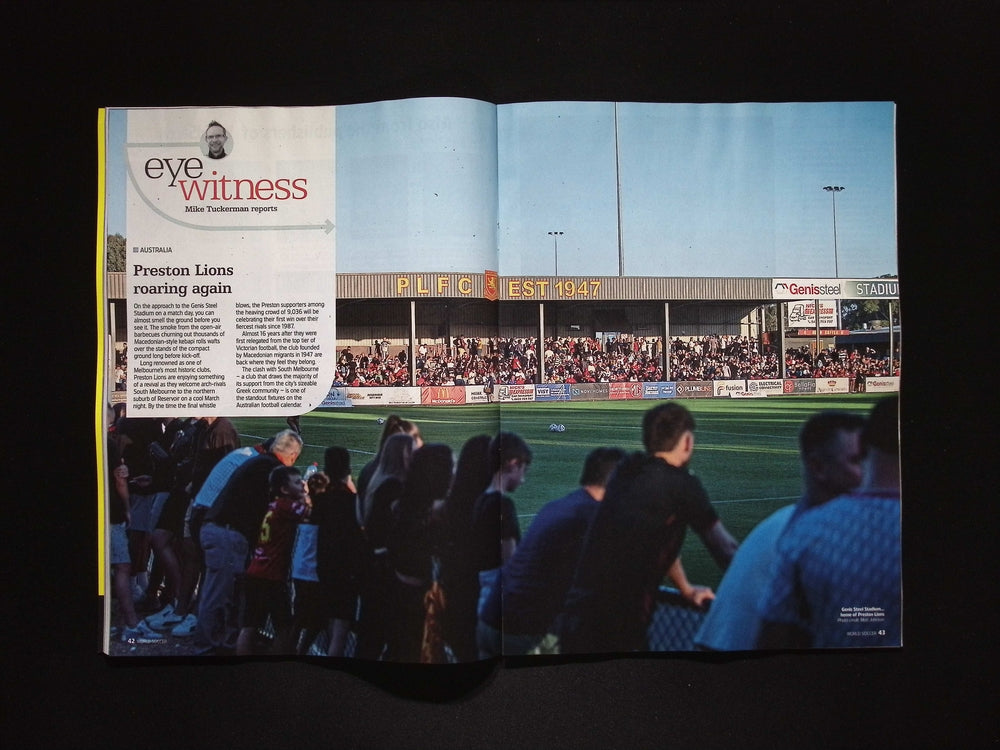 eye
witness
Mike Tuckerman reports
AUSTRALIA
Preston Lions
roaring again
On the approach to the Genis Steel
Stadium on a match day, you can
almost smell the ground before you
see it. The smoke from the open-air
barbecues churning out thousands of
Macedonian-style kebapi rolls wafts
over the stands of the compact
ground long before kick-off.
Long renowned as one of
Melbourne's most historic clubs,
Preston Lions are enjoying something
of a revival as they welcome arch-rivals
South Melbourne to the northern
suburb of Reservoir on a cool March
night. By the time the final whistle
blows, the Preston supporters among
the heaving crowd of 9,036 will be
celebrating their first win over their
fiercest rivals since 1987.
Almost 16 years after they were
first relegated from the top tier of
Victorian football, the club founded
by Macedonian migrants in 1947 are
back where they feel they belong.
The clash with South Melbourne
– a club that draws the majority of
its support from the city's sizeable
Greek community – is one of
the standout fixtures on the
Australian football calendar.
PLFC EST 1947
Genissteel STADIU
McDonald's
VISY
PLUMBING
fusion
ELECTRICAL
Genissteel
5
Genis Steel Stadium...
home of Preston Lions
42 WORLD SOCCER
WORLD SOCCER 43